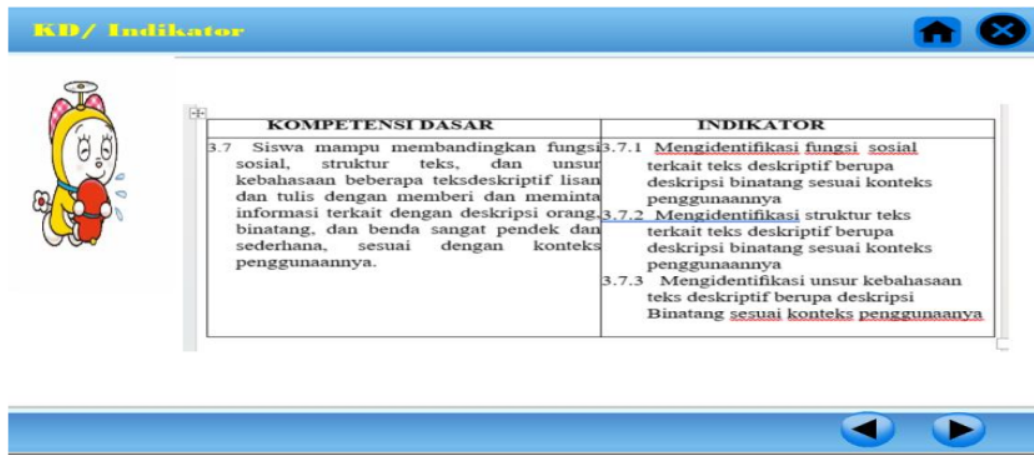 KD/ Indikator
KOMPETENSI DASAR
3.7 Siswa mampu membandingkan fungsi
sosial, struktur teks, dan unsur
kebahasaan beberapa teksdeskriptif lisan
dan tulis dengan memberi dan meminta
informasi terkait dengan deskripsi orang,
binatang, dan benda sangat pendek dan
sederhana, sesuai dengan konteks
penggunaannya.
INDIKATOR
3.7.1 Mengidentifikasi fungsi sosial
terkait teks deskriptif berupa
deskripsi binatang sesuai konteks
penggunaannya
3.7.2 Mengidentifikasi struktur teks
terkait teks deskriptif berupa
deskripsi binatang sesuai konteks
penggunaannya
3.7.3 Mengidentifikasi unsur kebahasaan
teks deskriptif berupa deskripsi
Binatang sesuai konteks penggunaanya